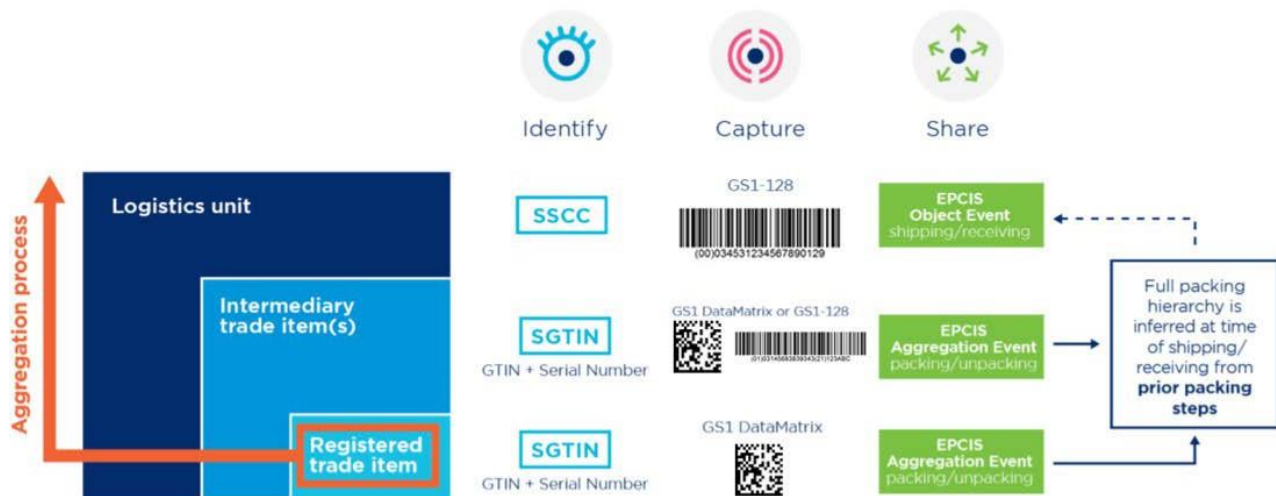 Identify
Capture
Share
Aggregation process
Logistics unit
SSCC
GS1-128
(00)034531234567890129
EPCIS
Object Event
shipping/receiving
Intermediary
trade item(s)
SGTIN
GTIN + Serial Number
GS1 DataMatrix or GS1-128
EPCIS
Aggregation Event
packing/unpacking
Full packing
hierarchy is
inferred at time
of shipping/
receiving from
prior packing
steps
Registered
trade item
SGTIN
GTIN + Serial Number
GS1 DataMatrix
EPCIS
Aggregation Event
packing/unpacking